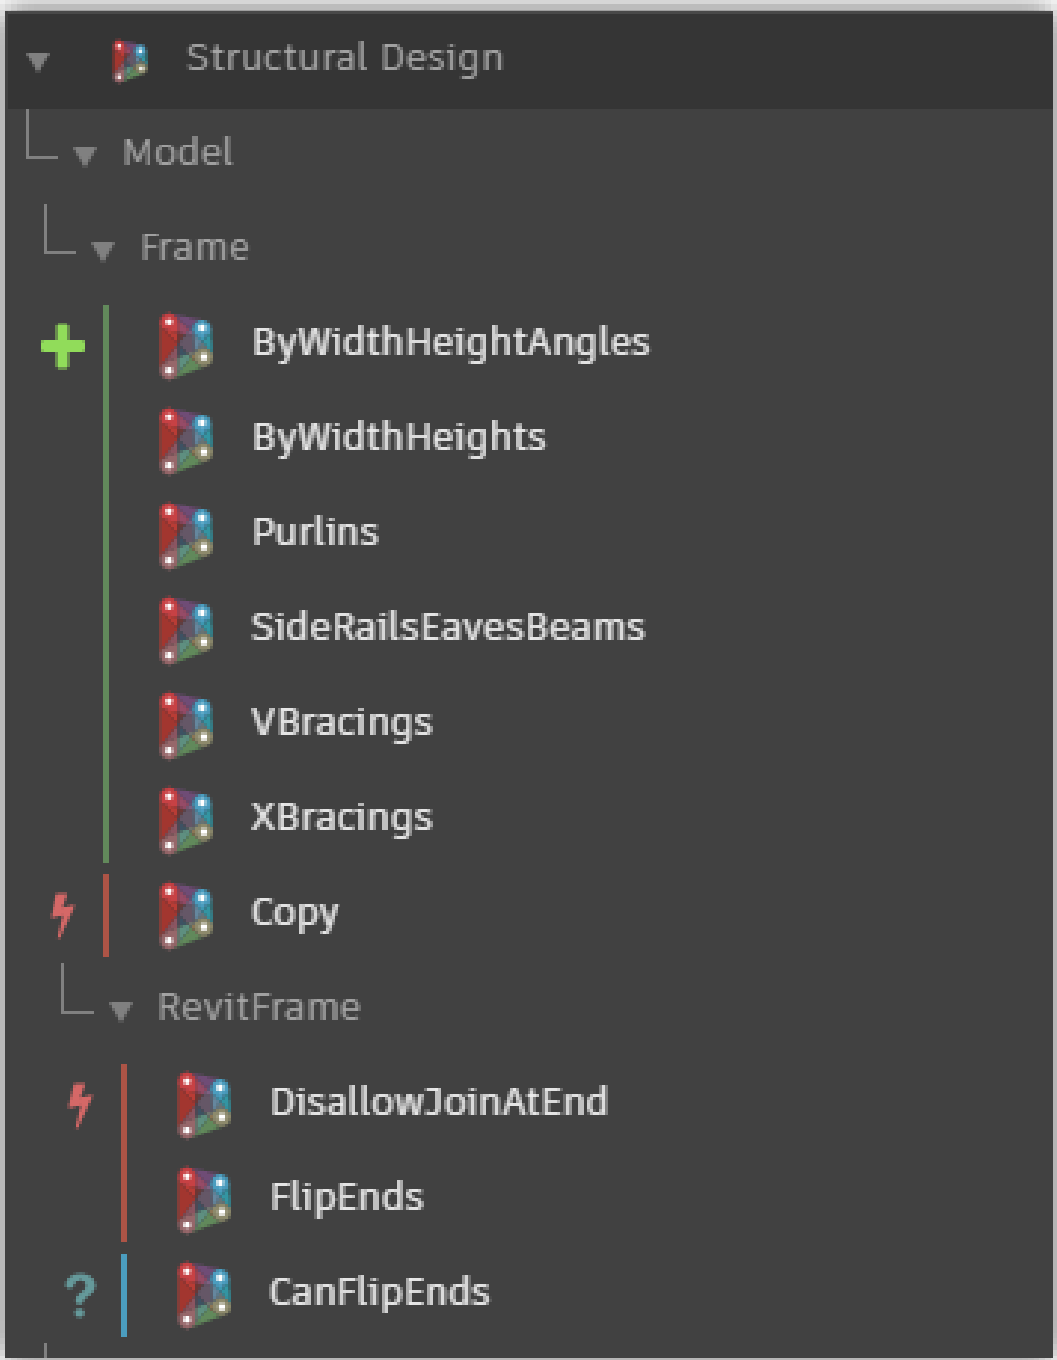 Structural Design
Model
Frame
ByWidthHeightAngles
ByWidthHeights
Purlins
SideRailsEavesBeams
VBracings
XBracings
Copy
RevitFrame
DisallowJoinAtEnd
FlipEnds
? CanFlipEnds